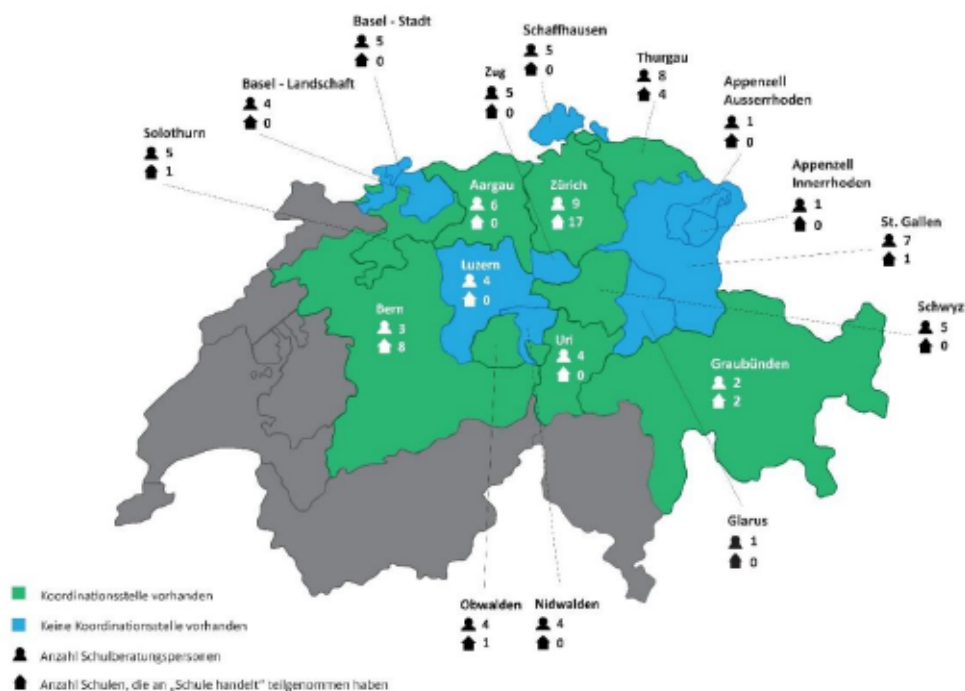 Basel - Stadt
5
0
Schaffhausen
5
0
Basel - Landschaft
4
0
Zug
5
0
Thurgau
8
4
Appenzell
Ausserrhoden
1
0
Solothurn
5
1
Appenzell
Innerrhoden
1
0
Aargau
6
0
Zürich
9
17
St. Gallen
7
1
Luzern
4
0
Bern
3
8
Schwyz
5
0
Uri
4
0
Graubünden
2
2
Glarus
1
0
Obwalden
4
1
Nidwalden
4
0
Koordinationsstelle vorhanden
Keine Koordinationsstelle vorhanden
Anzahl Schulberatungspersonen
Anzahl Schulen, die an „Schule handelt" teilgenommen haben